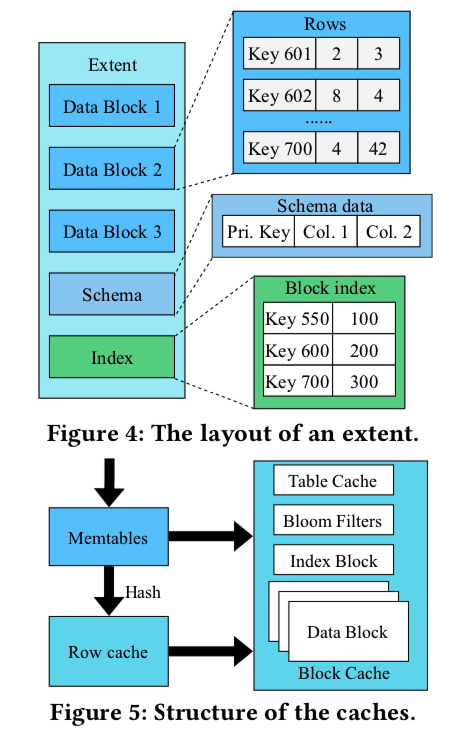 Extent
Data Block 1
Data Block 2
Data Block 3
Schema
Index
Rows
Key 601 2 3
Key 602 8 4
......
Key 700 4 42
Schema data
Pri. Key Col. 1 Col. 2
Block index
Key 550 100
Key 600 200
Key 700 300
Figure 4: The layout of an extent.
Memtables
Hash
Row cache
Table Cache
Bloom Filters
Index Block
Data Block
Block Cache
Figure 5: Structure of the caches.